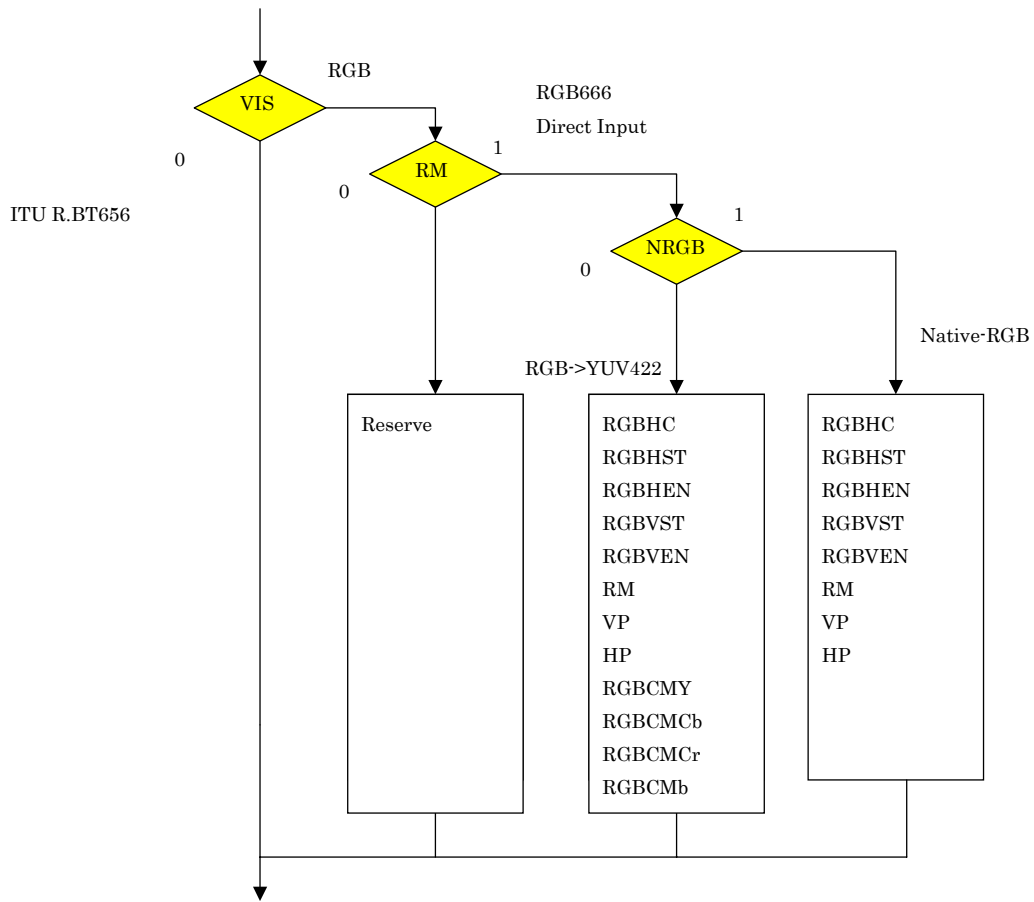 RGB
VIS
RGB666
Direct Input
0
1
RM
0
ITU R.BT656
1
NRGB
0
Native-RGB
RGB->YUV422
Reserve
RGBHC
RGBHST
RGBHEN
RGBVST
RGBVEN
RM
VP
HP
RGBCMY
RGBCMCb
RGBCMCr
RGBCMb
RGBHC
RGBHST
RGBHEN
RGBVST
RGBVEN
RM
VP
HP